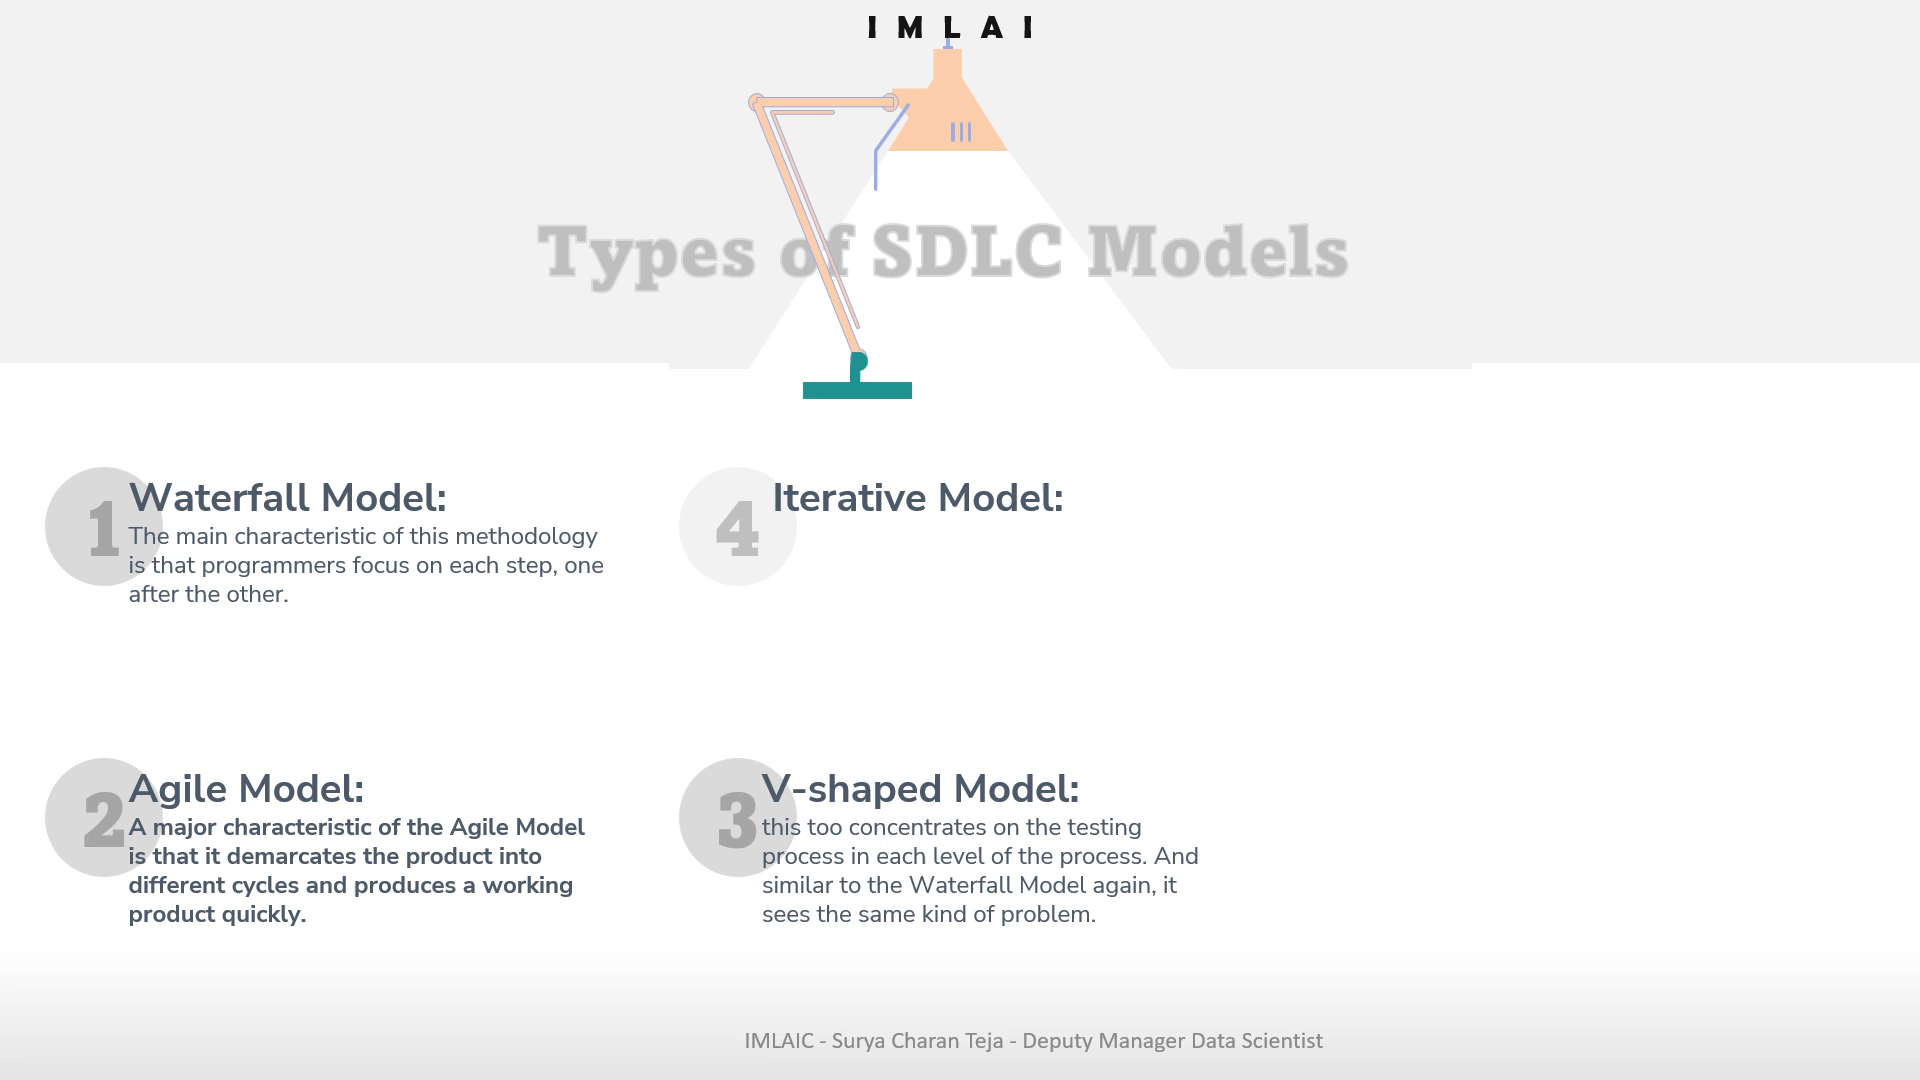 IMLAI
Types of SDLC Models
1
Waterfall Model:
The main characteristic of this methodology
is that programmers focus on each step, one
after the other.
4
Iterative Model:
2
Agile Model:
A major characteristic of the Agile Model
is that it demarcates the product into
different cycles and produces a working
product quickly.
3
V-shaped Model:
this too concentrates on the testing
process in each level of the process. And
similar to the Waterfall Model again, it
sees the same kind of problem.
IMLAIC - Surya Charan Teja - Deputy Manager Data Scientist